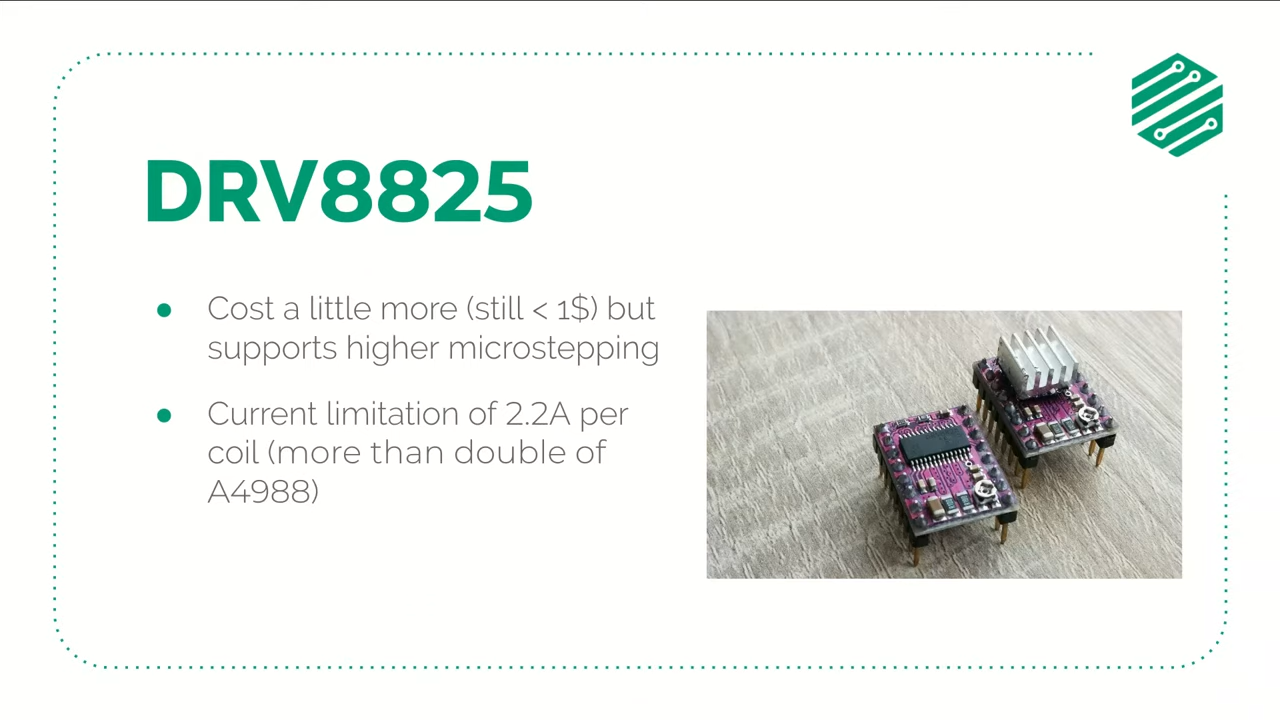 DRV8825
● Cost a little more (still < 1$) but
supports higher microstepping
● Current limitation of 2.2A per
coil (more than double of
A4988)